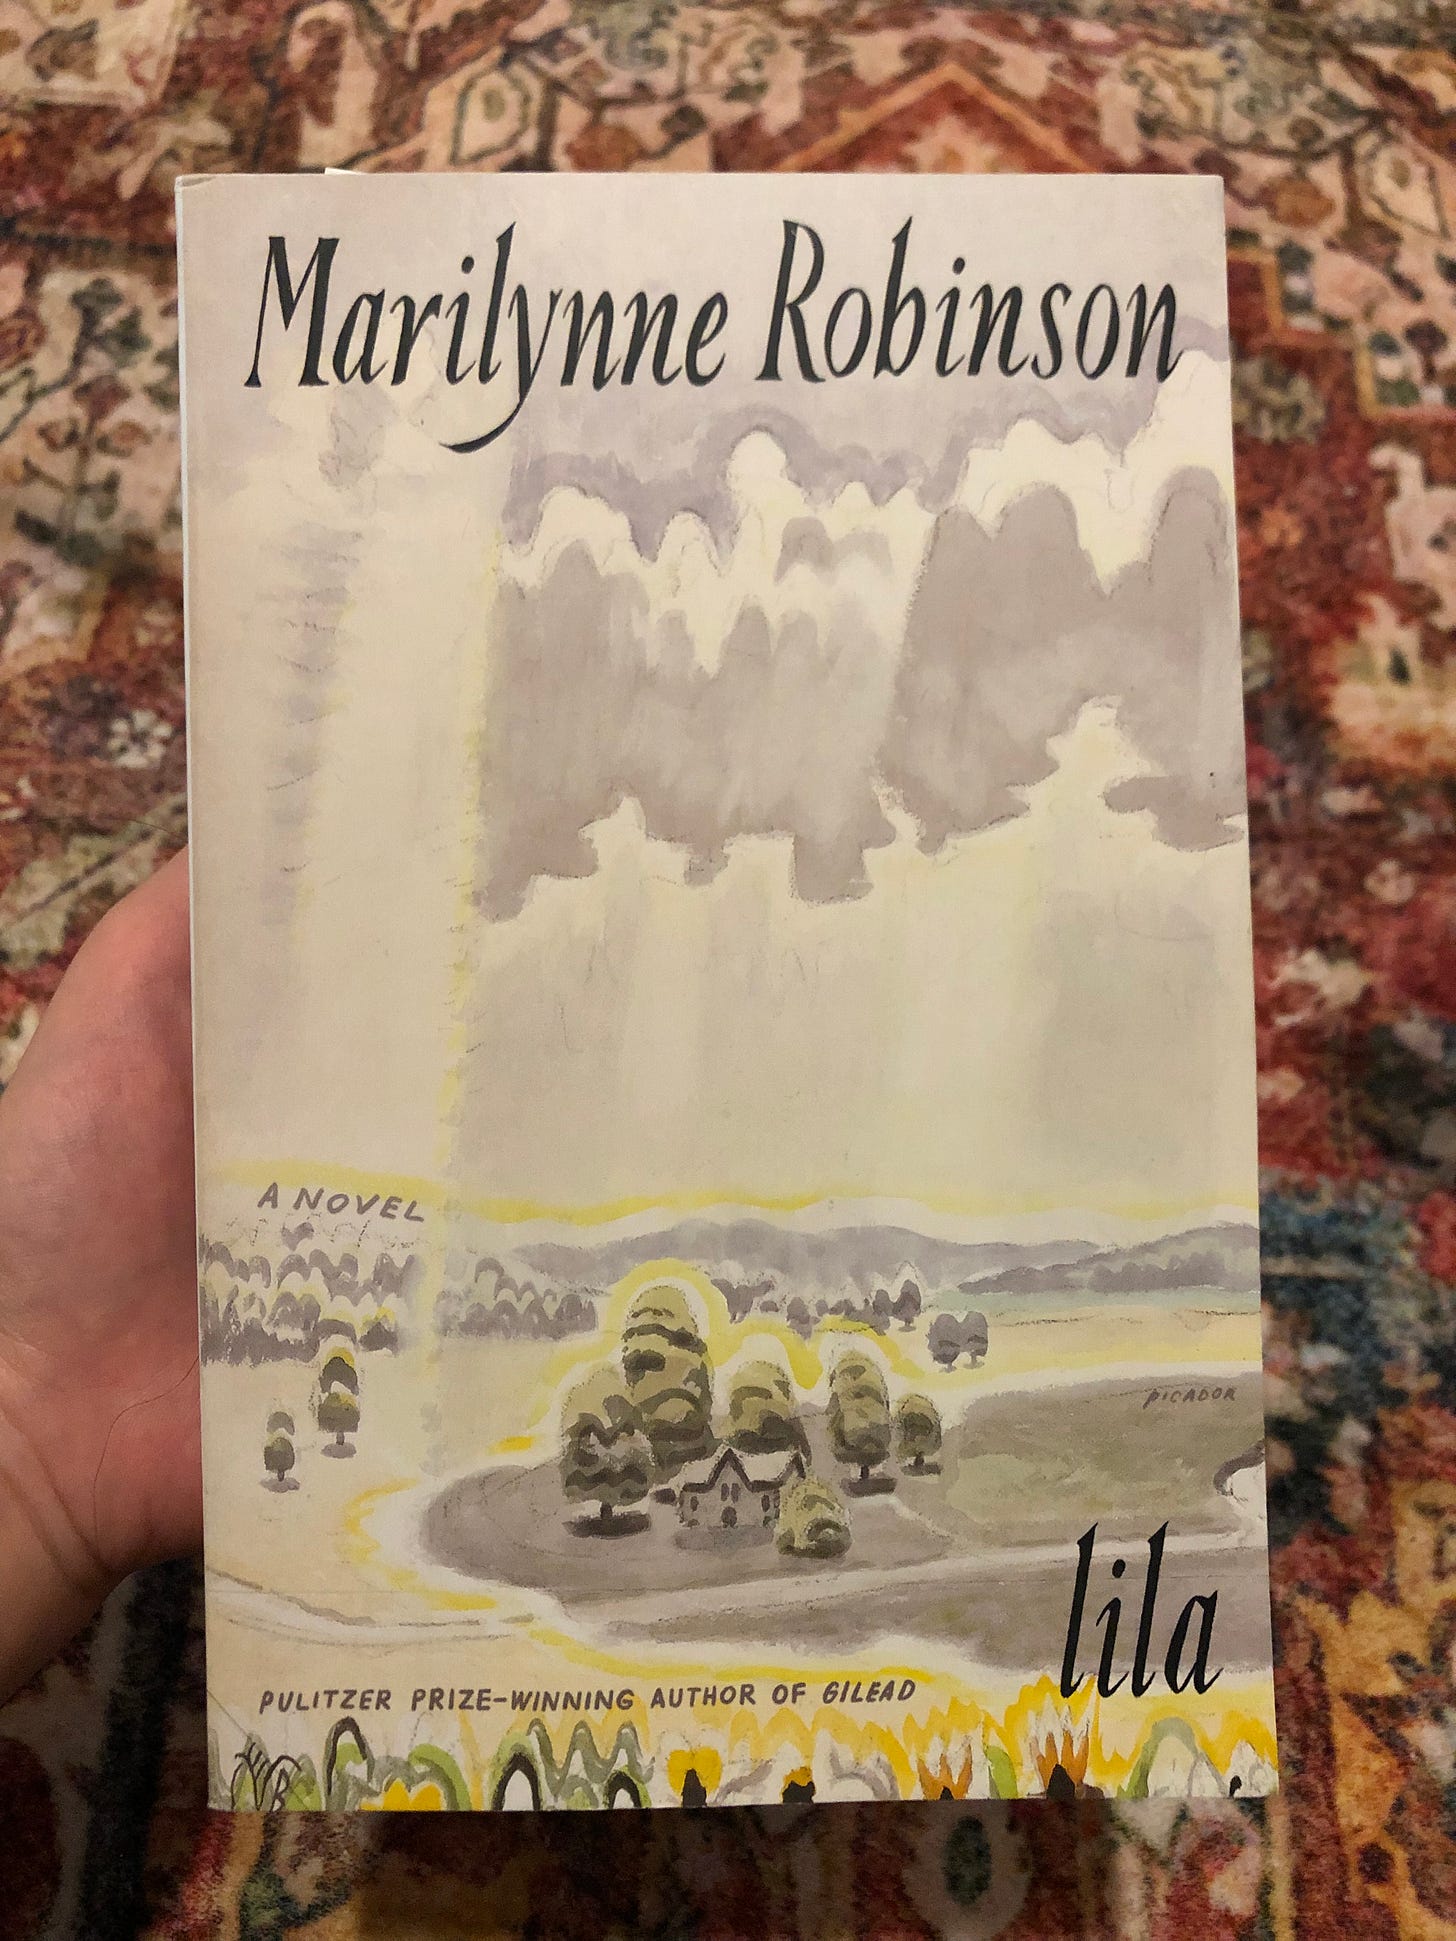 Marilynne Robinson
A NOVEL
PICADOR
lila
PULITZER PRIZE-WINNING AUTHOR OF GILEAD